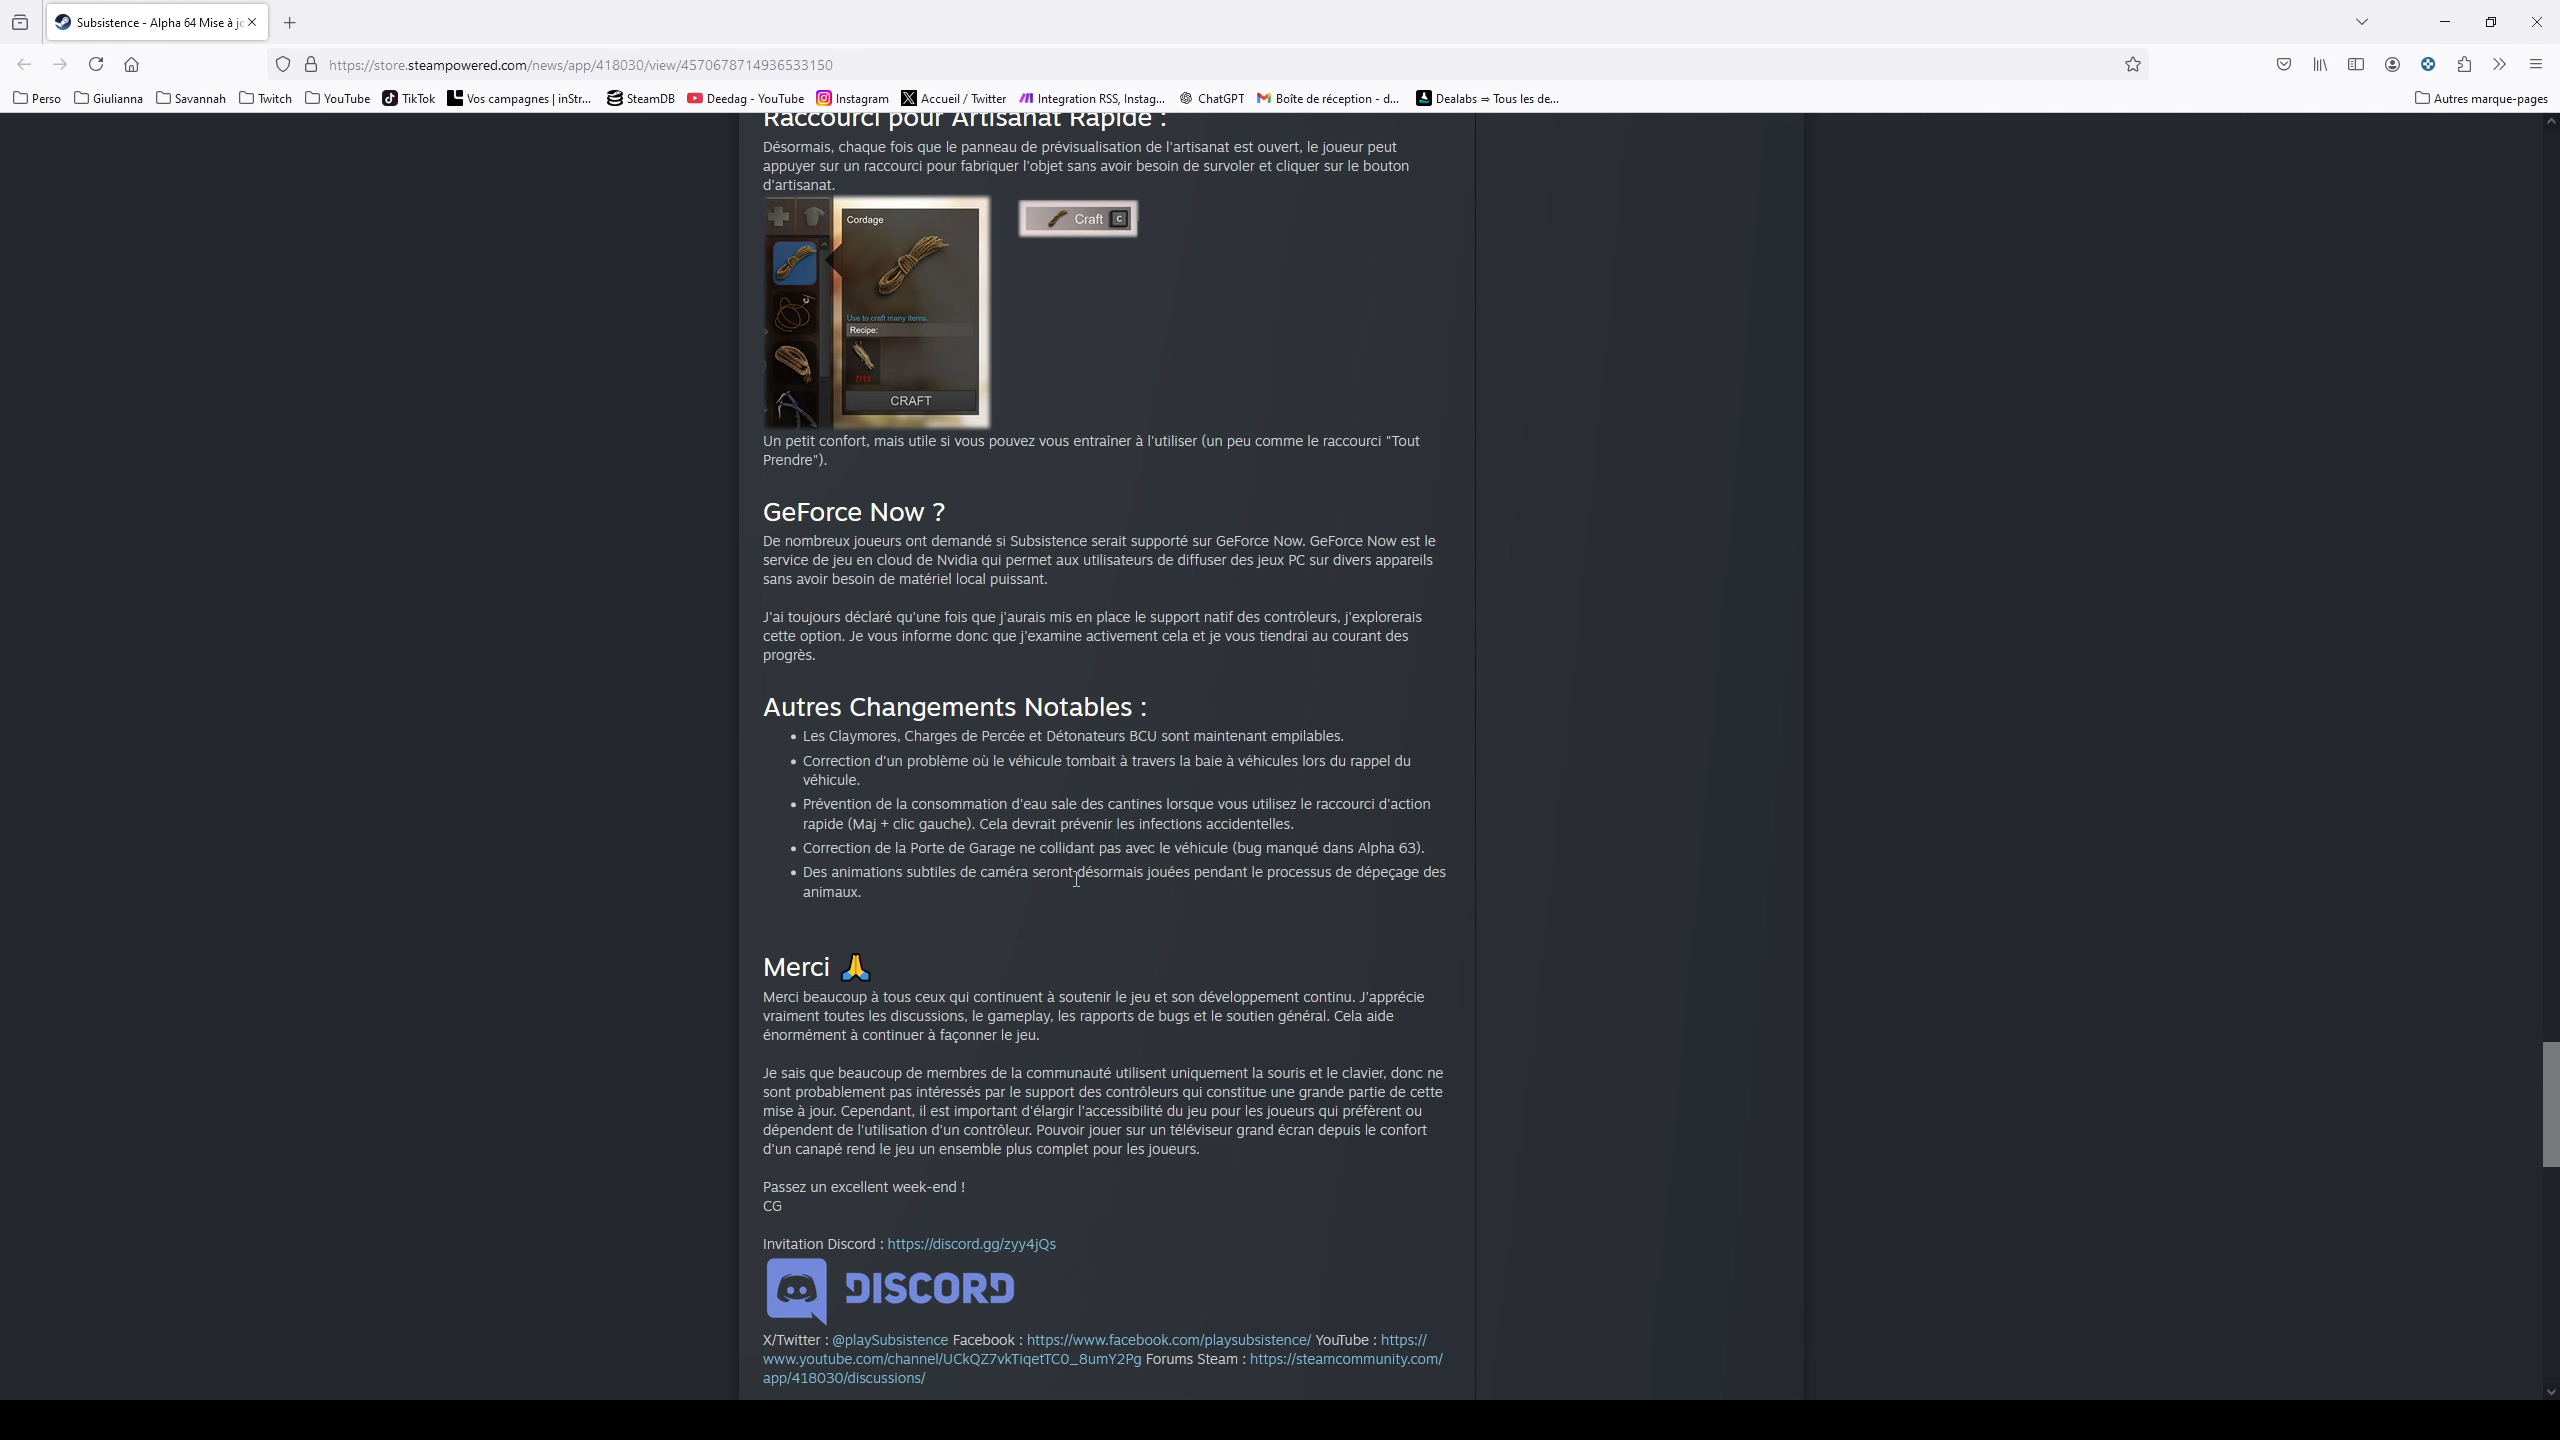 Subsistence - Alpha 64 Mise à jo
https://store.steampowered.com/news/app/418030/view/4570678714936533150
Perso
Giulianna
Savannah
Twitch
YouTube
TikTok
Vos campagnes | inStr...
SteamDB
Deedag - YouTube
Instagram
Accueil / Twitter
Integration RSS, Instag...
ChatGPT
Boîte de réception - d...
Dealabs ⇒ Tous les de...
Autres marque-pages
Raccourci pour Artisanat Rapide :
Désormais, chaque fois que le panneau de prévisualisation de l'artisanat est ouvert, le joueur peut
appuyer sur un raccourci pour fabriquer l'objet sans avoir besoin de survoler et cliquer sur le bouton
d'artisanat.
Cordage
Use to craft many items.
Recipe:
7/11
CRAFT
Craft C
Un petit confort, mais utile si vous pouvez vous entraîner à l'utiliser (un peu comme le raccourci "Tout
Prendre").
GeForce Now ?
De nombreux joueurs ont demandé si Subsistence serait supporté sur GeForce Now. GeForce Now est le
service de jeu en cloud de Nvidia qui permet aux utilisateurs de diffuser des jeux PC sur divers appareils
sans avoir besoin de matériel local puissant.
J'ai toujours déclaré qu'une fois que j'aurais mis en place le support natif des contrôleurs, j'explorerais
cette option. Je vous informe donc que j'examine activement cela et je vous tiendrai au courant des
progrès.
Autres Changements Notables :
• Les Claymores, Charges de Percée et Détonateurs BCU sont maintenant empilables.
• Correction d'un problème où le véhicule tombait à travers la baie à véhicules lors du rappel du
véhicule.
• Prévention de la consommation d'eau sale des cantines lorsque vous utilisez le raccourci d'action
rapide (Maj + clic gauche). Cela devrait prévenir les infections accidentelles.
• Correction de la Porte de Garage ne collidant pas avec le véhicule (bug manqué dans Alpha 63).
• Des animations subtiles de caméra seront désormais jouées pendant le processus de dépeçage des
animaux.
Merci 🙏
Merci beaucoup à tous ceux qui continuent à soutenir le jeu et son développement continu. J'apprécie
vraiment toutes les discussions, le gameplay, les rapports de bugs et le soutien général. Cela aide
énormément à continuer à façonner le jeu.
Je sais que beaucoup de membres de la communauté utilisent uniquement la souris et le clavier, donc ne
sont probablement pas intéressés par le support des contrôleurs qui constitue une grande partie de cette
mise à jour. Cependant, il est important d'élargir l'accessibilité du jeu pour les joueurs qui préfèrent ou
dépendent de l'utilisation d'un contrôleur. Pouvoir jouer sur un téléviseur grand écran depuis le confort
d'un canapé rend le jeu un ensemble plus complet pour les joueurs.
Passez un excellent week-end !
CG
Invitation Discord : https://discord.gg/zyy4jQs
DISCORD
X/Twitter : @playSubsistence Facebook : https://www.facebook.com/playsubsistence/ YouTube : https://
www.youtube.com/channel/UCkQZ7vkTiqetTC0_8umY2Pg Forums Steam : https://steamcommunity.com/
app/418030/discussions/